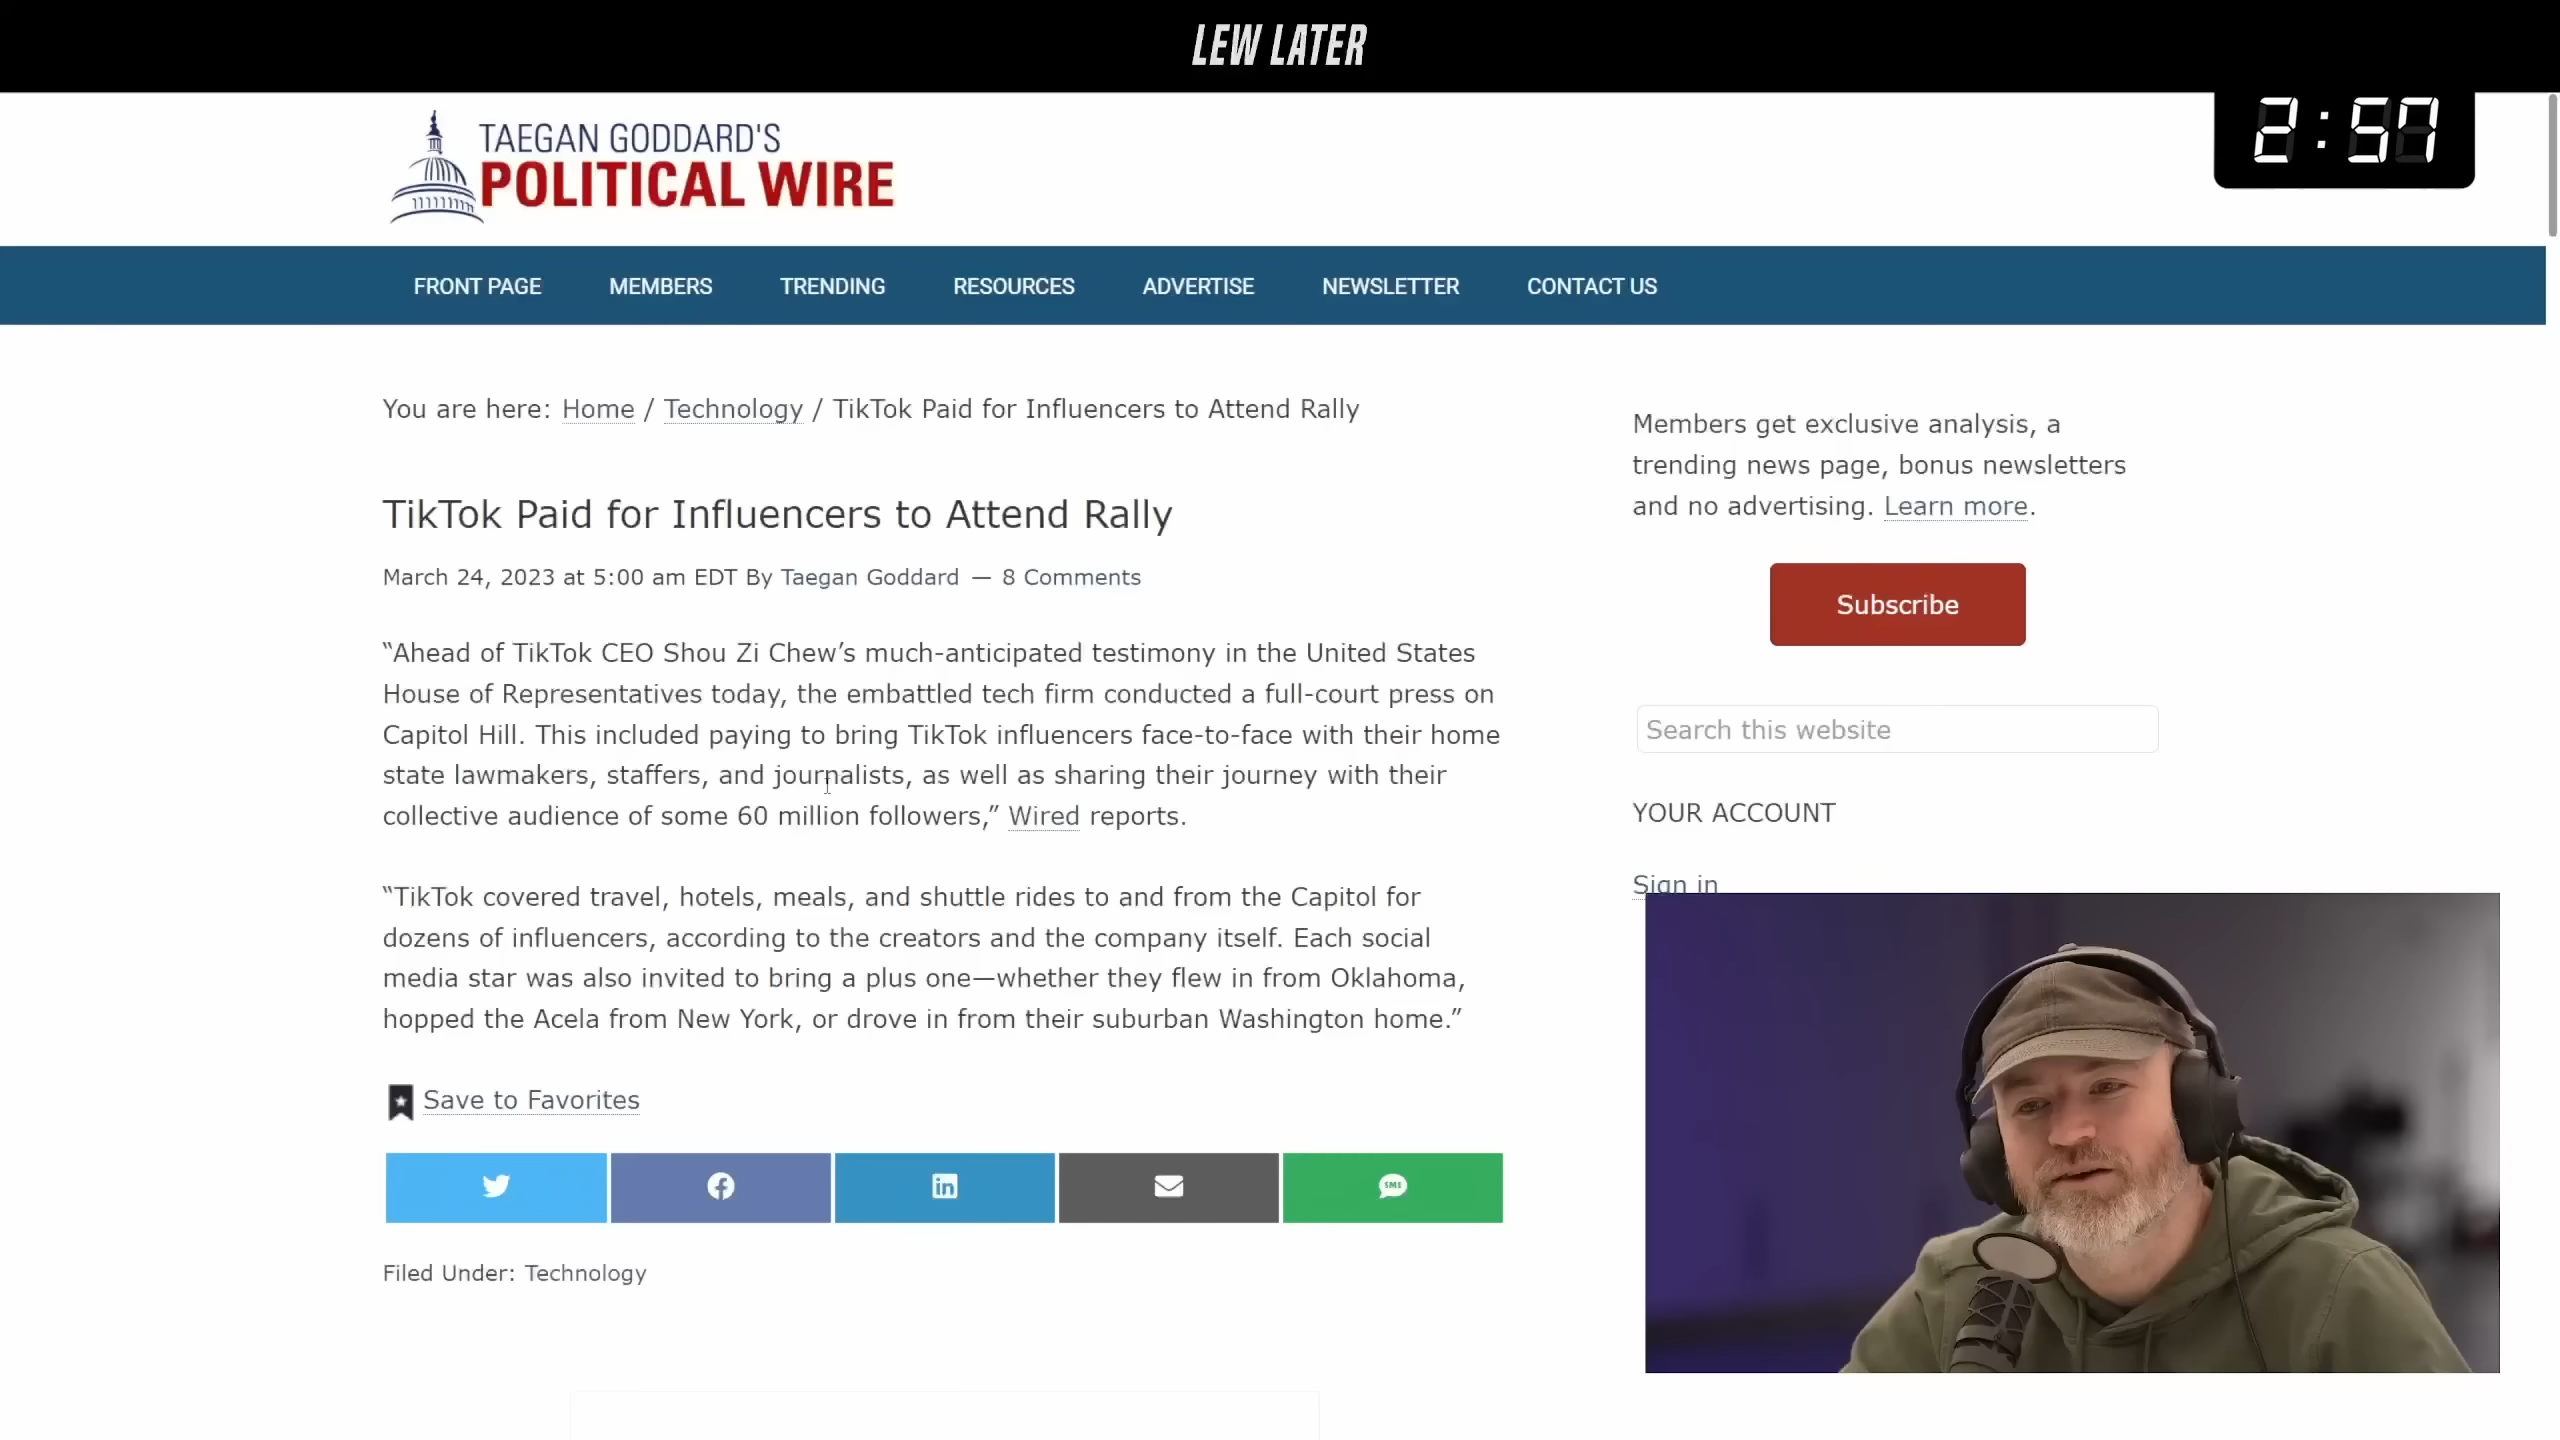 LEW LATER
2:57
TAEGAN GODDARD'S
POLITICAL WIRE
FRONT PAGE MEMBERS TRENDING RESOURCES ADVERTISE NEWSLETTER CONTACT US
You are here: Home / Technology / TikTok Paid for Influencers to Attend Rally
TikTok Paid for Influencers to Attend Rally
March 24, 2023 at 5:00 am EDT By Taegan Goddard — 8 Comments
“Ahead of TikTok CEO Shou Zi Chew’s much-anticipated testimony in the United States
House of Representatives today, the embattled tech firm conducted a full-court press on
Capitol Hill. This included paying to bring TikTok influencers face-to-face with their home
state lawmakers, staffers, and journalists, as well as sharing their journey with their
collective audience of some 60 million followers,” Wired reports.
“TikTok covered travel, hotels, meals, and shuttle rides to and from the Capitol for
dozens of influencers, according to the creators and the company itself. Each social
media star was also invited to bring a plus one—whether they flew in from Oklahoma,
hopped the Acela from New York, or drove in from their suburban Washington home.”
Save to Favorites
SMS
Filed Under: Technology
Members get exclusive analysis, a
trending news page, bonus newsletters
and no advertising. Learn more.
Subscribe
Search this website
YOUR ACCOUNT
Sign in